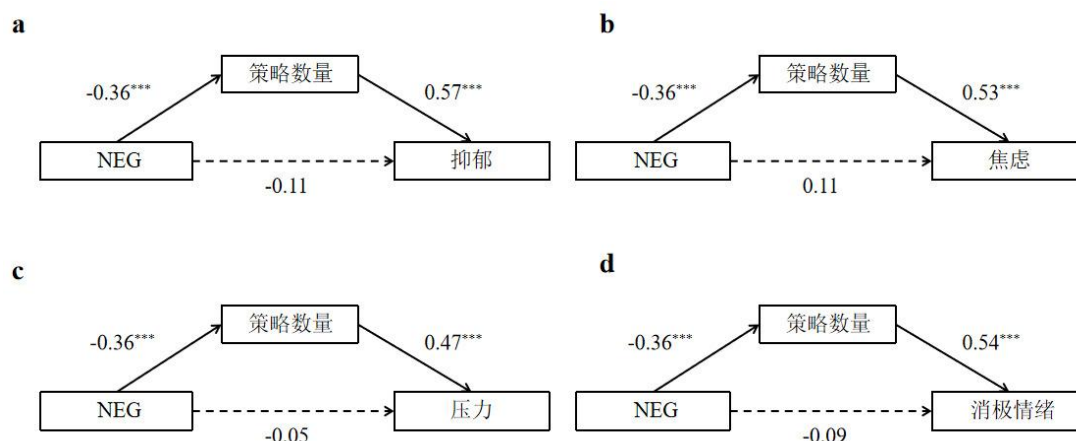 a
策略数量
-0.36***
0.57***
NEG
抑郁
-0.11
b
策略数量
-0.36***
0.53***
NEG
焦虑
0.11
c
策略数量
-0.36***
0.47***
NEG
压力
-0.05
d
策略数量
-0.36***
0.54***
NEG
消极情绪
-0.09